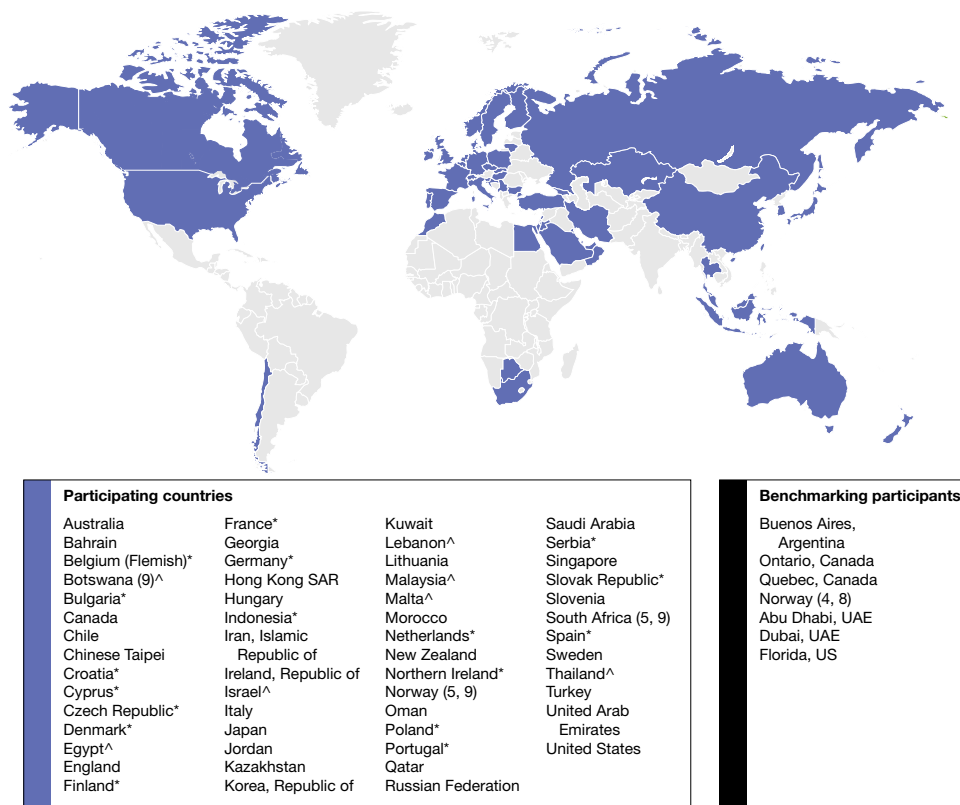 Participating countries
Australia
Bahrain
Belgium (Flemish)*
Botswana (9)^
Bulgaria*
Canada
Chile
Chinese Taipei
Croatia*
Cyprus*
Czech Republic*
Denmark*
Egypt^
England
Finland*
France*
Georgia
Germany*
Hong Kong SAR
Hungary
Indonesia*
Iran, Islamic
Republic of
Ireland, Republic of
Israel^
Italy
Japan
Jordan
Kazakhstan
Korea, Republic of
Kuwait
Lebanon^
Lithuania
Malaysia^
Malta^
Morocco
Netherlands*
New Zealand
Northern Ireland*
Norway (5, 9)
Oman
Poland*
Portugal*
Qatar
Russian Federation
Saudi Arabia
Serbia*
Singapore
Slovak Republic*
Slovenia
South Africa (5, 9)
Spain*
Sweden
Thailand^
Turkey
United Arab
Emirates
United States
Benchmarking participants
Buenos Aires,
Argentina
Ontario, Canada
Quebec, Canada
Norway (4, 8)
Abu Dhabi, UAE
Dubai, UAE
Florida, US